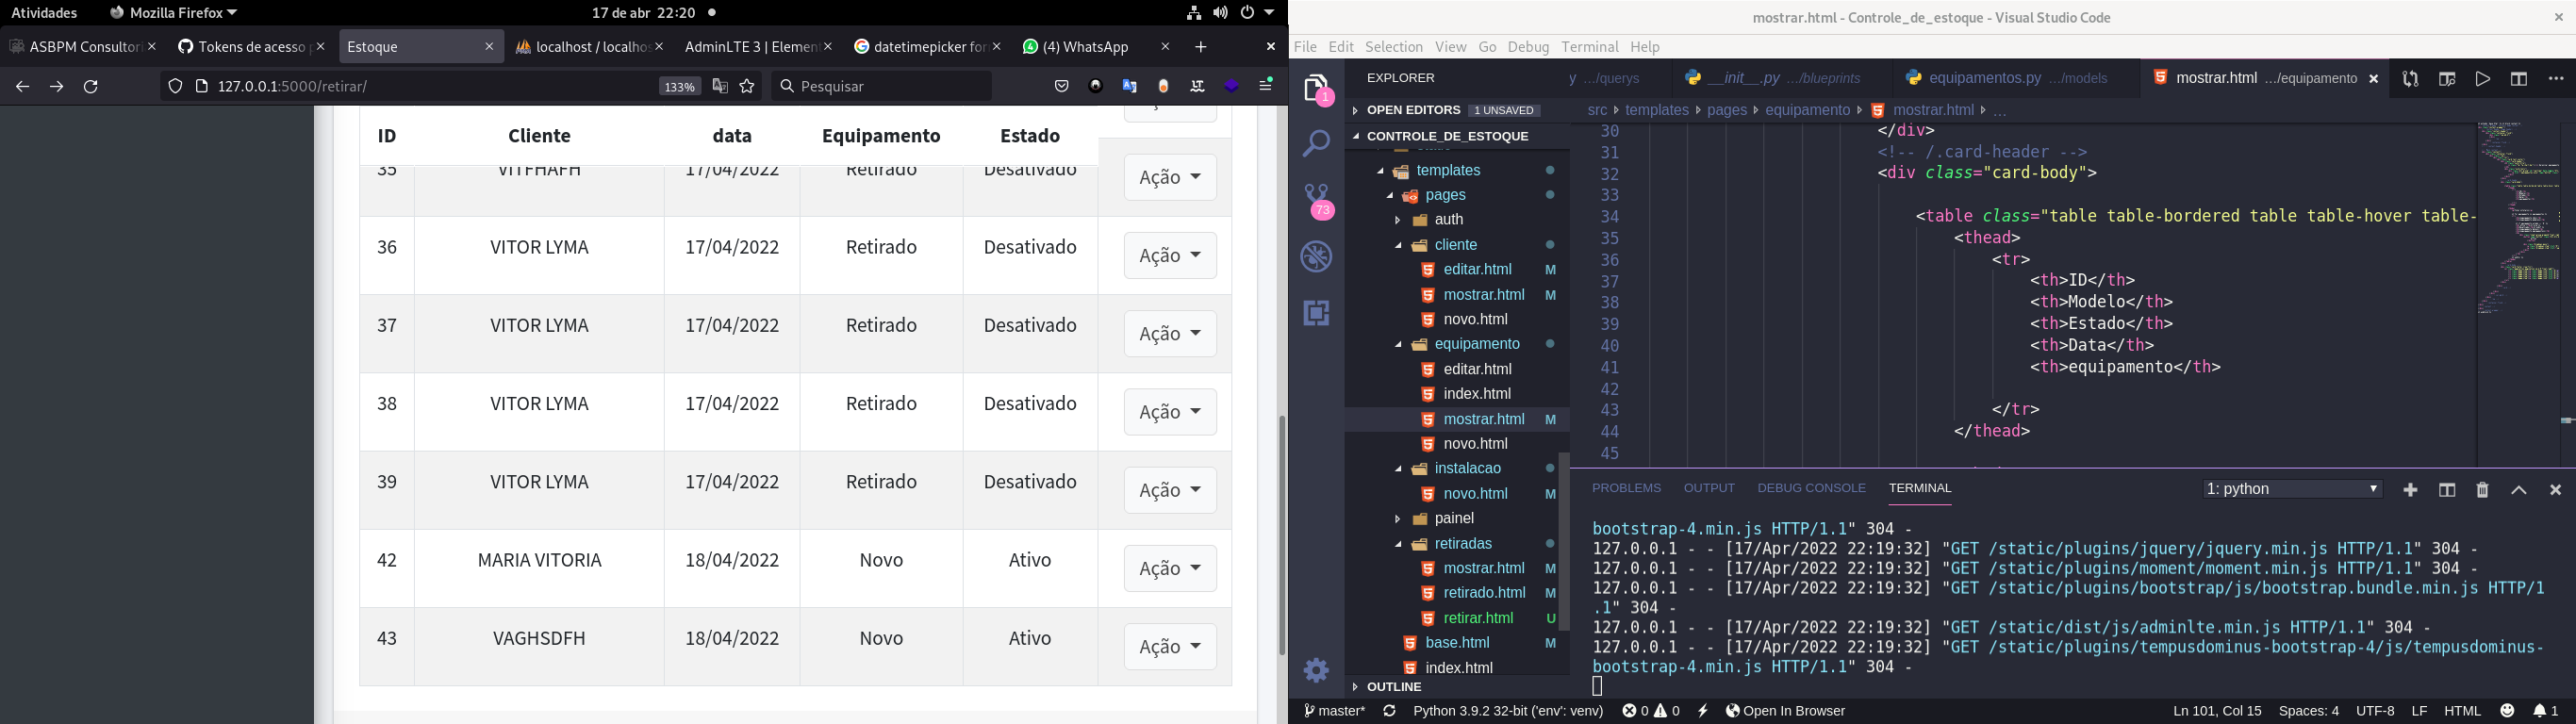 Atividades
Mozilla Firefox
17 de abr 22:20
ASBPM Consultori
Tokens de acesso p
Estoque
localhost / localhos
AdminLTE 3 | Element
datetimepicker for
(4) WhatsApp
127.0.0.1:5000/retirar/
133%
Pesquisar
ID Cliente data Equipamento Estado
35 VITFHAFH 17/04/2022 Retirado Desativado Ação
36 VITOR LYMA 17/04/2022 Retirado Desativado Ação
37 VITOR LYMA 17/04/2022 Retirado Desativado Ação
38 VITOR LYMA 17/04/2022 Retirado Desativado Ação
39 VITOR LYMA 17/04/2022 Retirado Desativado Ação
42 MARIA VITORIA 18/04/2022 Novo Ativo Ação
43 VAGHSDFH 18/04/2022 Novo Ativo Ação
mostrar.html - Controle_de_estoque - Visual Studio Code
File Edit Selection View Go Debug Terminal Help
EXPLORER
y .../querys
__init__.py .../blueprints
equipamentos.py .../models
mostrar.html .../equipamento
OPEN EDITORS 1 UNSAVED
src › templates › pages › equipamento › mostrar.html › ...
1
73
CONTROLE_DE_ESTOQUE
templates
pages
auth
cliente
editar.html M
mostrar.html M
novo.html
equipamento
editar.html
index.html
mostrar.html M
novo.html
instalacao
novo.html M
painel
retiradas
mostrar.html M
retirado.html M
retirar.html U
base.html M
index.html
OUTLINE
30 </div>
31 <!-- /.card-header -->
32 <div class="card-body">
33
34 <table class="table table-bordered table table-hover table-
35 <thead>
36 <tr>
37 <th>ID</th>
38 <th>Modelo</th>
39 <th>Estado</th>
40 <th>Data</th>
41 <th>equipamento</th>
42
43 </tr>
44 </thead>
45
PROBLEMS OUTPUT DEBUG CONSOLE TERMINAL 1: python
bootstrap-4.min.js HTTP/1.1" 304 -
127.0.0.1 - - [17/Apr/2022 22:19:32] "GET /static/plugins/jquery/jquery.min.js HTTP/1.1" 304 -
127.0.0.1 - - [17/Apr/2022 22:19:32] "GET /static/plugins/moment/moment.min.js HTTP/1.1" 304 -
127.0.0.1 - - [17/Apr/2022 22:19:32] "GET /static/plugins/bootstrap/js/bootstrap.bundle.min.js HTTP/1
.1" 304 -
127.0.0.1 - - [17/Apr/2022 22:19:32] "GET /static/dist/js/adminlte.min.js HTTP/1.1" 304 -
127.0.0.1 - - [17/Apr/2022 22:19:32] "GET /static/plugins/tempusdominus-bootstrap-4/js/tempusdominus-
bootstrap-4.min.js HTTP/1.1" 304 -
master* Python 3.9.2 32-bit ('env': venv) 0 0 Open In Browser Ln 101, Col 15 Spaces: 4 UTF-8 LF HTML 1